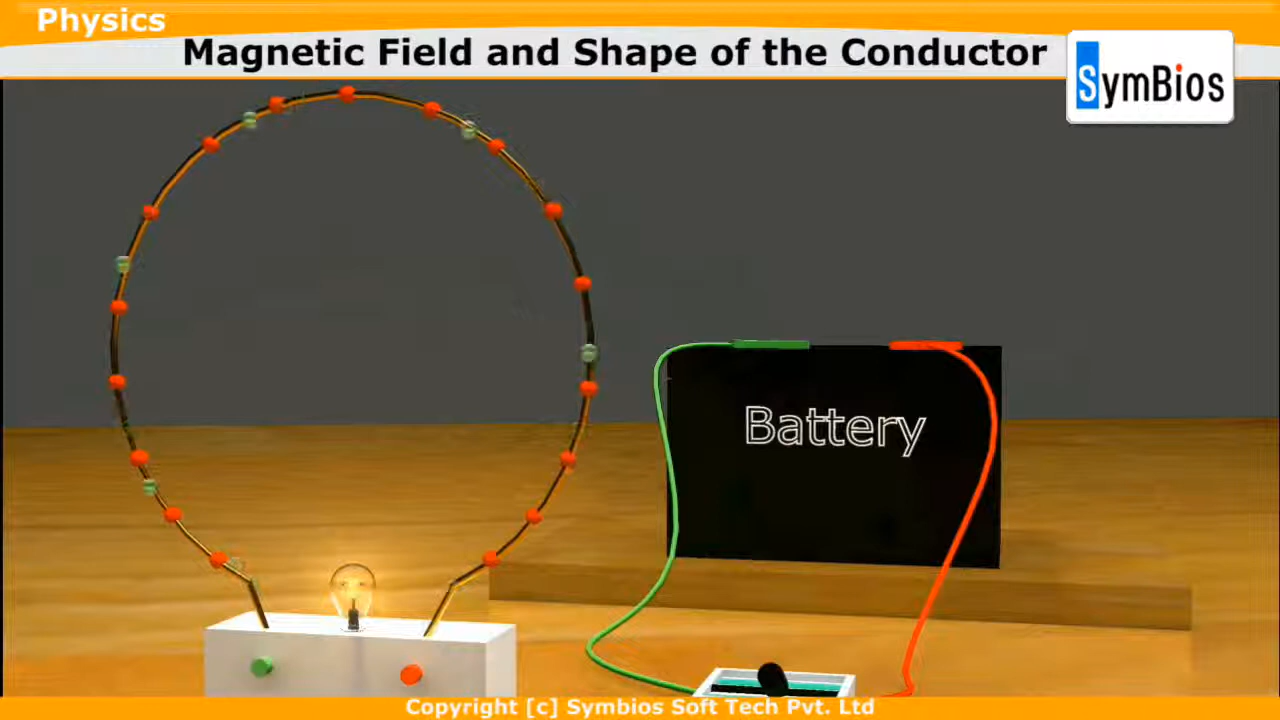 Physics
Magnetic Field and Shape of the Conductor
SymBios
Battery
Copyright [c] Symbios Soft Tech Pvt. Ltd